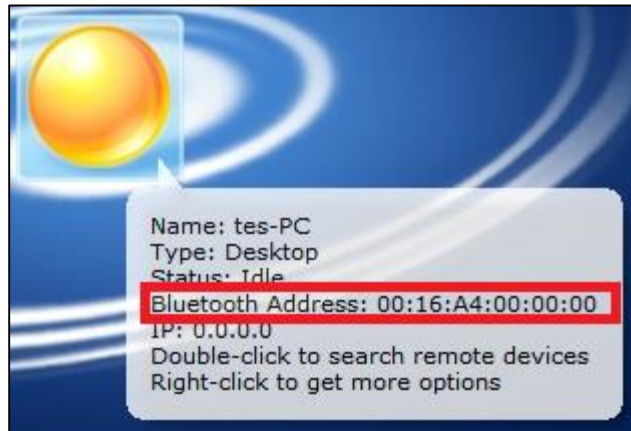 Name: tes-PC
Type: Desktop
Status: Idle
Bluetooth Address: 00:16:A4:00:00:00
IP: 0.0.0.0
Double-click to search remote devices
Right-click to get more options